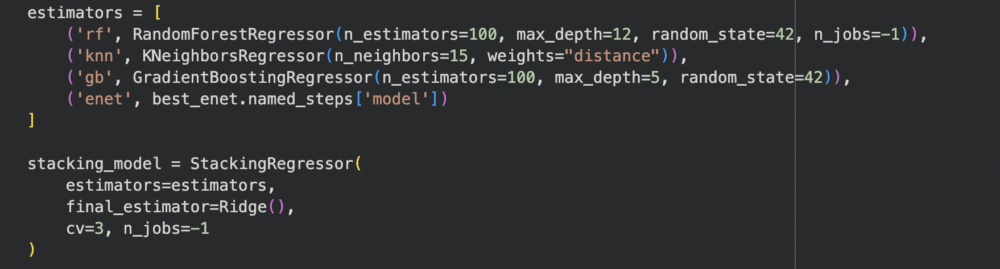 estimators = [
    ('rf', RandomForestRegressor(n_estimators=100, max_depth=12, random_state=42, n_jobs=-1)),
    ('knn', KNeighborsRegressor(n_neighbors=15, weights="distance")),
    ('gb', GradientBoostingRegressor(n_estimators=100, max_depth=5, random_state=42)),
    ('enet', best_enet.named_steps['model'])
]

stacking_model = StackingRegressor(
    estimators=estimators,
    final_estimator=Ridge(),
    cv=3, n_jobs=-1
)